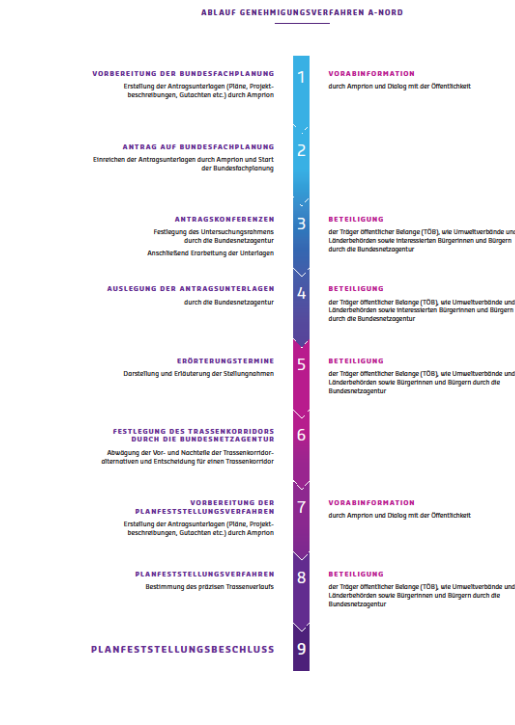 ABLAUF GENEHMIGUNGSVERFAHREN A-NORD
VORBEREITUNG DER BUNDESFACHPLANUNG
Erstellung der Antragsunterlagen (Pläne, Projekt-
beschreibungen, Gutachten etc.) durch Amprion
1
VORABINFORMATION
durch Amprion und Dialog mit der Öffentlichkeit
ANTRAG AUF BUNDESFACHPLANUNG
Einreichen der Antragsunterlagen durch Amprion und Start
der Bundesfachplanung
2
ANTRAGSKONFERENZEN
Festlegung des Untersuchungsrahmens
durch die Bundesnetzagentur
Anschließend Erarbeitung der Unterlagen
3
BETEILIGUNG
der Träger öffentlicher Belange (TÖB), wie Umweltverbände und
Länderbehörden sowie interessierten Bürgerinnen und Bürgern
durch die Bundesnetzagentur
AUSLEGUNG DER ANTRAGSUNTERLAGEN
durch die Bundesnetzagentur
4
BETEILIGUNG
der Träger öffentlicher Belange (TÖB), wie Umweltverbände und
Länderbehörden sowie interessierten Bürgerinnen und Bürgern
durch die Bundesnetzagentur
ERÖRTERUNGSTERMINE
Darstellung und Erläuterung der Stellungnahmen
5
BETEILIGUNG
der Träger öffentlicher Belange (TÖB), wie Umweltverbände und
Länderbehörden sowie Bürgerinnen und Bürgern durch die
Bundesnetzagentur
FESTLEGUNG DES TRASSENKORRIDORS
DURCH DIE BUNDESNETZAGENTUR
Abwägung der Vor- und Nachteile der Trassenkorridor-
alternativen und Entscheidung für einen Trassenkorridor
6
VORBEREITUNG DER
PLANFESTSTELLUNGSVERFAHREN
Erstellung der Antragsunterlagen (Pläne, Projekt-
beschreibungen, Gutachten etc.) durch Amprion
7
VORABINFORMATION
durch Amprion und Dialog mit der Öffentlichkeit
PLANFESTSTELLUNGSVERFAHREN
Bestimmung des präzisen Trassenverlaufs
8
BETEILIGUNG
der Träger öffentlicher Belange (TÖB), wie Umweltverbände und
Länderbehörden sowie Bürgerinnen und Bürgern durch die
Bundesnetzagentur
PLANFESTSTELLUNGSBESCHLUSS
9